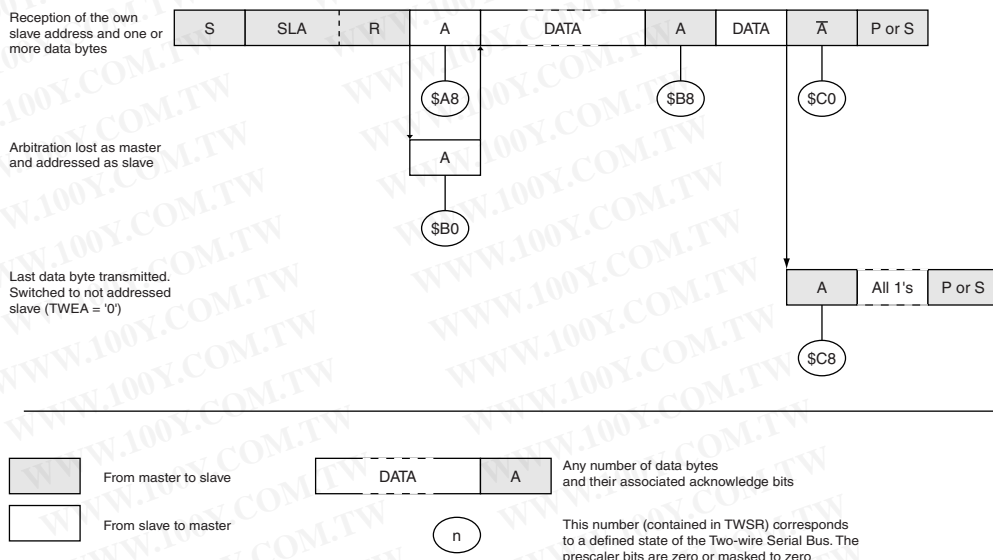 Reception of the own
slave address and one or
more data bytes
S SLA R A DATA A DATA A̅ P or S
$A8 $B8 $C0
Arbitration lost as master
and addressed as slave
A
$B0
Last data byte transmitted.
Switched to not addressed
slave (TWEA = '0')
A All 1's P or S
$C8
From master to slave
DATA A
Any number of data bytes
and their associated acknowledge bits
From slave to master
n
This number (contained in TWSR) corresponds
to a defined state of the Two-wire Serial Bus. The
prescaler bits are zero or masked to zero
WWW.100Y.COM.TW